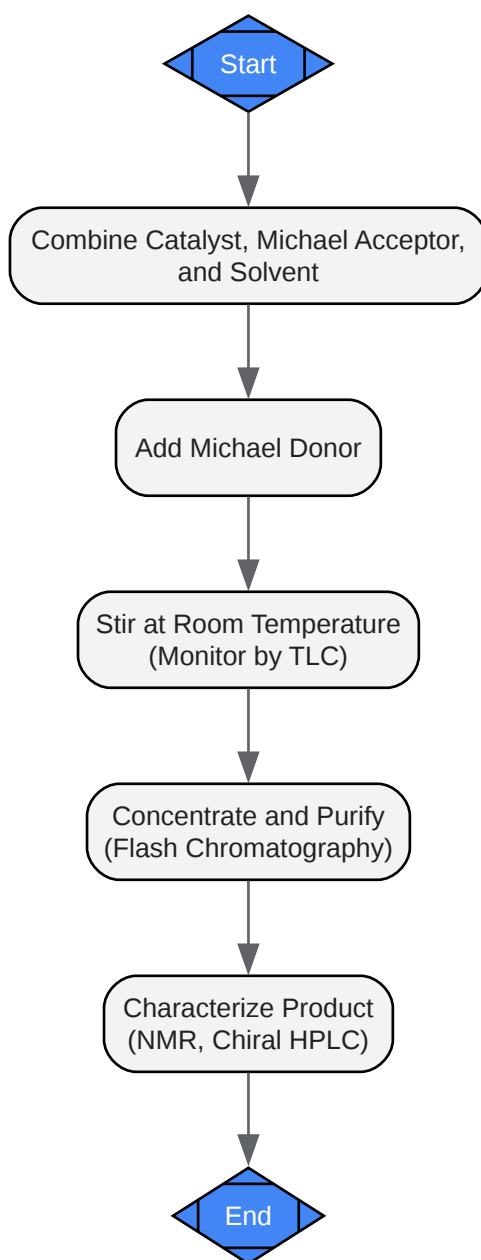 Start
Combine Catalyst, Michael Acceptor,
and Solvent
Add Michael Donor
Stir at Room Temperature
(Monitor by TLC)
Concentrate and Purify
(Flash Chromatography)
Characterize Product
(NMR, Chiral HPLC)
End